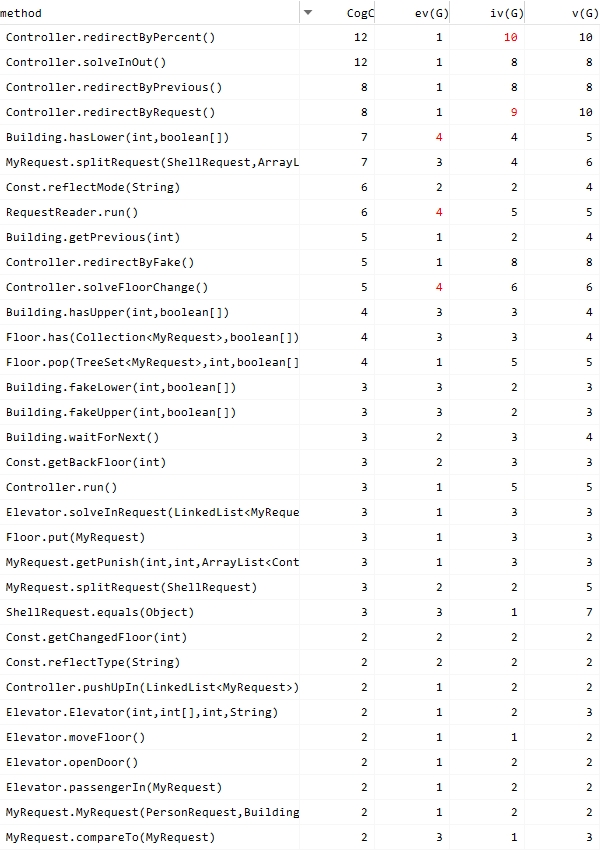 method CogC ev(G) iv(G) v(G)
Controller.redirectByPercent() 12 1 10 10
Controller.solveInOut() 12 1 8 8
Controller.redirectByPrevious() 8 1 8 8
Controller.redirectByRequest() 8 1 9 10
Building.hasLower(int,boolean[]) 7 4 4 5
MyRequest.splitRequest(ShellRequest,ArrayL 7 3 4 6
Const.reflectMode(String) 6 2 2 4
RequestReader.run() 6 4 5 5
Building.getPrevious(int) 5 1 2 4
Controller.redirectByFake() 5 1 8 8
Controller.solveFloorChange() 5 4 6 6
Building.hasUpper(int,boolean[]) 4 3 3 4
Floor.has(Collection<MyRequest>,boolean[]) 4 3 3 4
Floor.pop(TreeSet<MyRequest>,int,boolean[] 4 1 5 5
Building.fakeLower(int,boolean[]) 3 3 2 3
Building.fakeUpper(int,boolean[]) 3 3 2 3
Building.waitForNext() 3 2 3 4
Const.getBackFloor(int) 3 2 3 3
Controller.run() 3 1 5 5
Elevator.solveInRequest(LinkedList<MyReque 3 1 3 3
Floor.put(MyRequest) 3 1 3 3
MyRequest.getPunish(int,int,ArrayList<Cont 3 1 3 3
MyRequest.splitRequest(ShellRequest) 3 2 2 5
ShellRequest.equals(Object) 3 3 1 7
Const.getChangedFloor(int) 2 2 2 2
Const.reflectType(String) 2 2 2 2
Controller.pushUpIn(LinkedList<MyRequest>) 2 1 2 2
Elevator.Elevator(int,int[],int,String) 2 1 2 3
Elevator.moveFloor() 2 1 1 2
Elevator.openDoor() 2 1 2 2
Elevator.passengerIn(MyRequest) 2 1 2 2
MyRequest.MyRequest(PersonRequest,Building 2 1 2 2
MyRequest.compareTo(MyRequest) 2 3 1 3